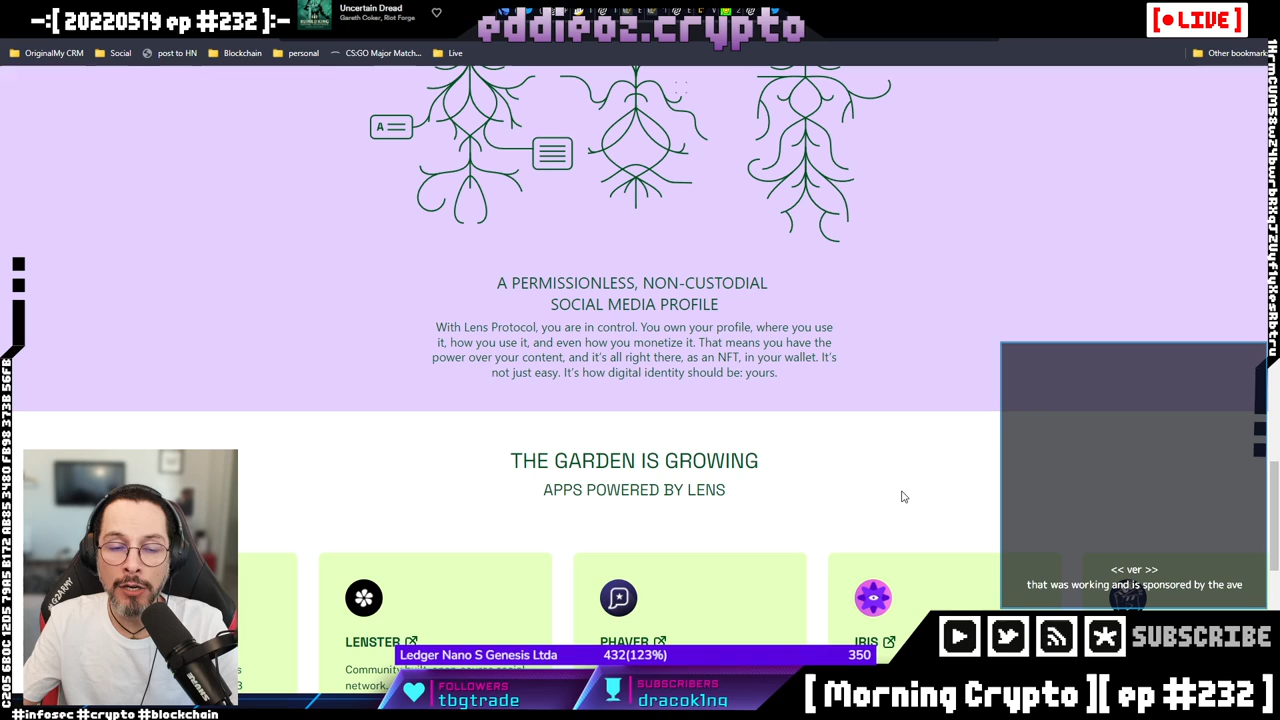 -:[ 20220519 ep #232 ]:-
Uncertain Dread
Gareth Coker, Riot Forge
eddieoz.crypto
[● LIVE ]
OriginalMy CRM
Social
post to HN
Blockchain
personal
CS:GO Major Match...
Live
Other bookmark
A
A PERMISSIONLESS, NON-CUSTODIAL
SOCIAL MEDIA PROFILE
With Lens Protocol, you are in control. You own your profile, where you use
it, how you use it, and even how you monetize it. That means you have the
power over your content, and it's all right there, as an NFT, in your wallet. It's
not just easy. It's how digital identity should be: yours.
THE GARDEN IS GROWING
APPS POWERED BY LENS
<< ver >>
that was working and is sponsored by the ave
LENSTER
PHAVER
IRIS
Community
network.
Ledger Nano S Genesis Ltda 432(123%) 350
FOLLOWERS
tbgtrade
SUBSCRIBERS
dracok1ng
SUBSCRIBE
[ Morning Crypto ][ ep #232 ]
#infosec #crypto #blockchain